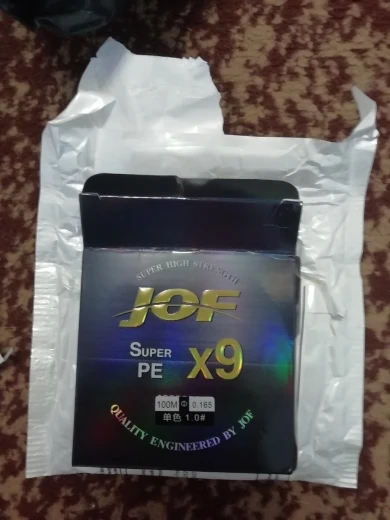 SUPER HIGH STRENGTH
JOF
SUPER
PE
X9
100M Φ 0.165
单色 1.0#
QUALITY ENGINEERED BY JOF